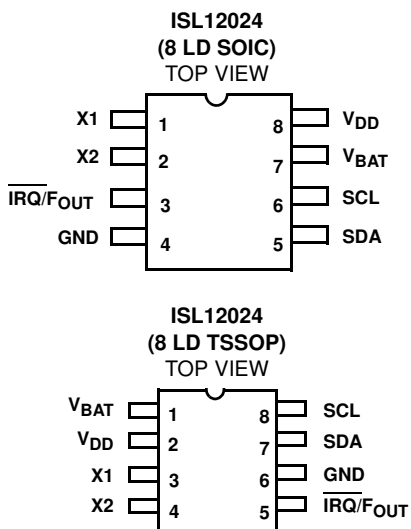 ISL12024
(8 LD SOIC)
TOP VIEW
X1 1 8 VDD
X2 2 7 VBAT
IRQ/FOUT 3 6 SCL
GND 4 5 SDA
ISL12024
(8 LD TSSOP)
TOP VIEW
VBAT 1 8 SCL
VDD 2 7 SDA
X1 3 6 GND
X2 4 5 IRQ/FOUT